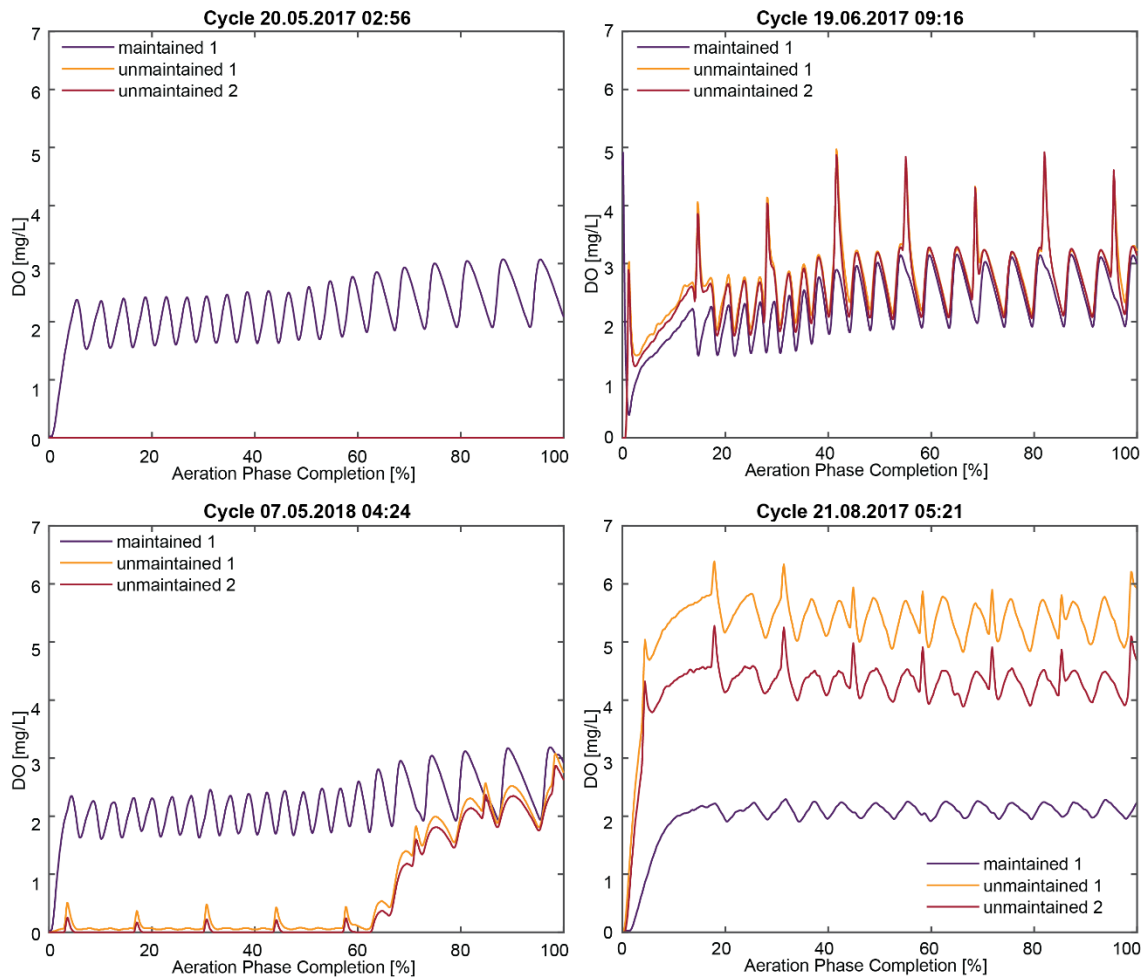 Cycle 20.05.2017 02:56
7
6
5
4
3
2
1
0
DO [mg/L]
maintained 1
unmaintained 1
unmaintained 2
20
40
60
80
100
Aeration Phase Completion [%]
Cycle 19.06.2017 09:16
7
6
5
4
3
2
1
0
DO [mg/L]
maintained 1
unmaintained 1
unmaintained 2
0
20
40
60
80
100
Aeration Phase Completion [%]
Cycle 07.05.2018 04:24
7
6
5
4
3
2
1
0
DO [mg/L]
maintained 1
unmaintained 1
unmaintained 2
20
40
60
80
100
Aeration Phase Completion [%]
Cycle 21.08.2017 05:21
7
6
5
4
3
2
1
0
DO [mg/L]
maintained 1
unmaintained 1
unmaintained 2
0
20
40
60
80
100
Aeration Phase Completion [%]